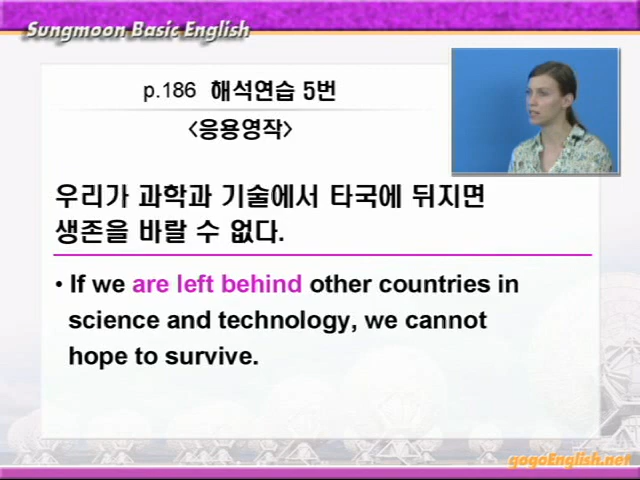 Sungmoon Basic English
p.186 해석연습 5번
<응용영작>
우리가 과학과 기술에서 타국에 뒤지면
생존을 바랄 수 없다.
• If we are left behind other countries in
science and technology, we cannot
hope to survive.
gogoEnglish.net